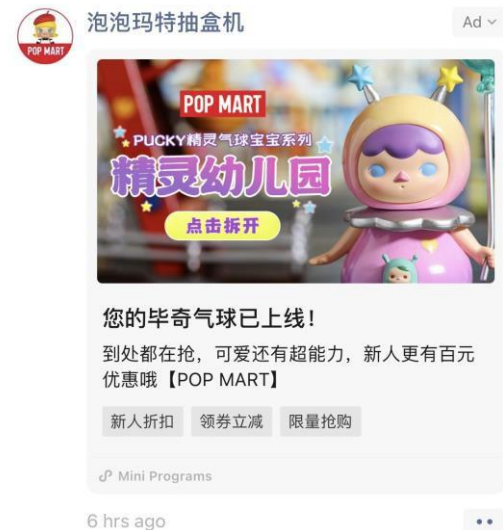 泡泡玛特抽盒机
Ad
POP MART
POP MART
PUCKY精灵气球宝宝系列
精灵幼儿园
点击拆开
您的毕奇气球已上线！
到处都在抢，可爱还有超能力，新人更有百元
优惠哦【POP MART】
新人折扣 领券立减 限量抢购
Mini Programs
6 hrs ago